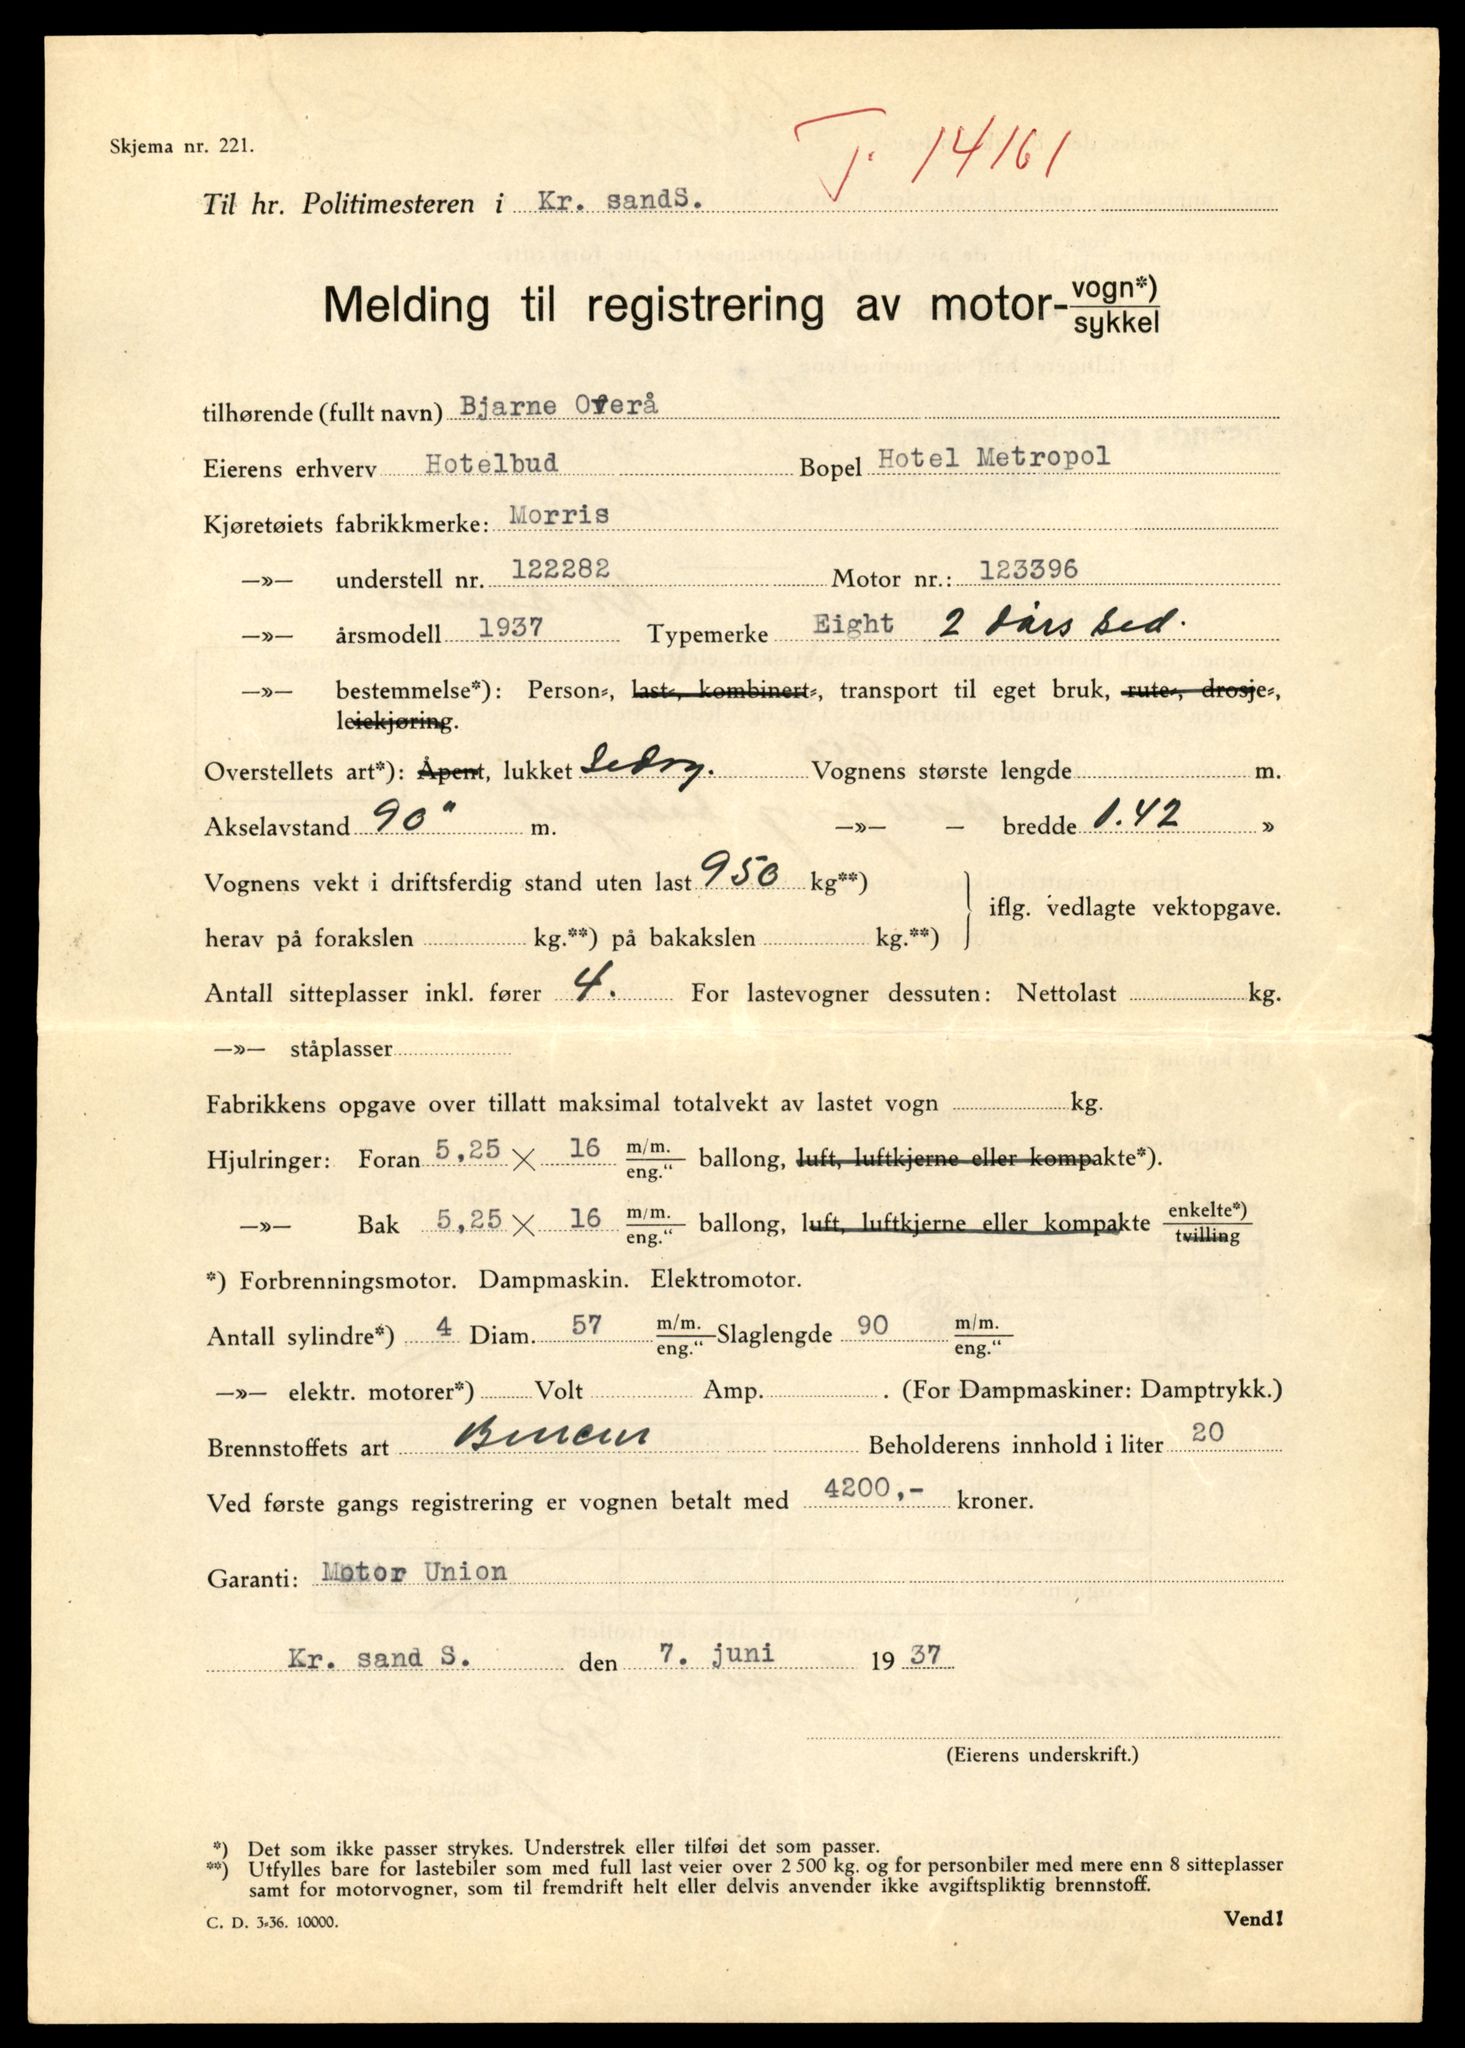 Skjema nr. 221.
T. 14161
Til hr. Politimesteren i Kr. sandS.
Melding til registrering av motor-vogn*)
sykkel
tilhørende (fullt navn) Bjarne Overå
Eierens erhverv Hotelbud Bopel Hotel Metropol
Kjøretøiets fabrikkmerke: Morris
—»— understell nr. 122282 Motor nr.: 123396
—»— årsmodell 1937 Typemerke Eight 2 dørs Sed.
—»— bestemmelse*): Person-, last-, kombinert-, transport til eget bruk, rute-, drosje-,
leiekjøring.
Overstellets art*): Åpent, lukket Sedan. Vognens største lengde m.
Akselavstand 90" m. —»— — bredde 1.42 »
Vognens vekt i driftsferdig stand uten last 950 kg**)
iflg. vedlagte vektopgave.
herav på forakslen kg.**) på bakakslen kg.**)
Antall sitteplasser inkl. fører 4. For lastevogner dessuten: Nettolast kg.
—»— ståplasser
Fabrikkens opgave over tillatt maksimal totalvekt av lastet vogn kg.
Hjulringer: Foran 5,25 × 16 m/m. eng.“ ballong, luft, luftkjerne eller kompakte*).
—»— Bak 5,25 × 16 m/m. eng.“ ballong, luft, luftkjerne eller kompakte enkelte*) tvilling
*) Forbrenningsmotor. Dampmaskin. Elektromotor.
Antall sylindre*) 4 Diam. 57 m/m. eng.“ Slaglengde 90 m/m. eng.“
—»— elektr. motorer*) Volt Amp. . (For Dampmaskiner: Damptrykk.)
Brennstoffets art Bencin Beholderens innhold i liter 20
Ved første gangs registrering er vognen betalt med 4200,- kroner.
Garanti: Motor Union
Kr. sand S. den 7. juni 1937
(Eierens underskrift.)
*) Det som ikke passer strykes. Understrek eller tilføi det som passer.
**) Utfylles bare for lastebiler som med full last veier over 2 500 kg. og for personbiler med mere enn 8 sitteplasser
samt for motorvogner, som til fremdrift helt eller delvis anvender ikke avgiftspliktig brennstoff.
C. D. 3-36. 10000.
Vend!